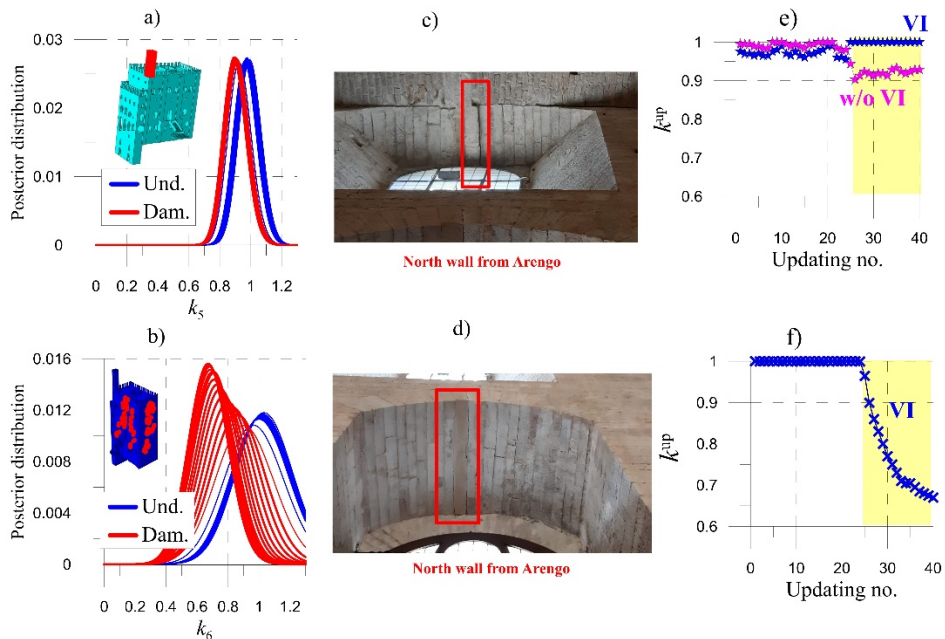 a)
0.03
0.02
0.01
0
Posterior distribution
Und.
Dam.
0 0.2 0.4 0.6 0.8 1 1.2
k5
b)
0.016
0.012
0.008
0.004
0
Posterior distribution
Und.
Dam.
0 0.2 0.4 0.6 0.8 1 1.2
k6
c)
North wall from Arengo
d)
North wall from Arengo
e)
VI
1
0.9
0.8
0.7
0.6
kup
w/o VI
0 10 20 30 40
Updating no.
f)
1
0.9
0.8
0.7
0.6
kup
VI
0 10 20 30 40
Updating no.